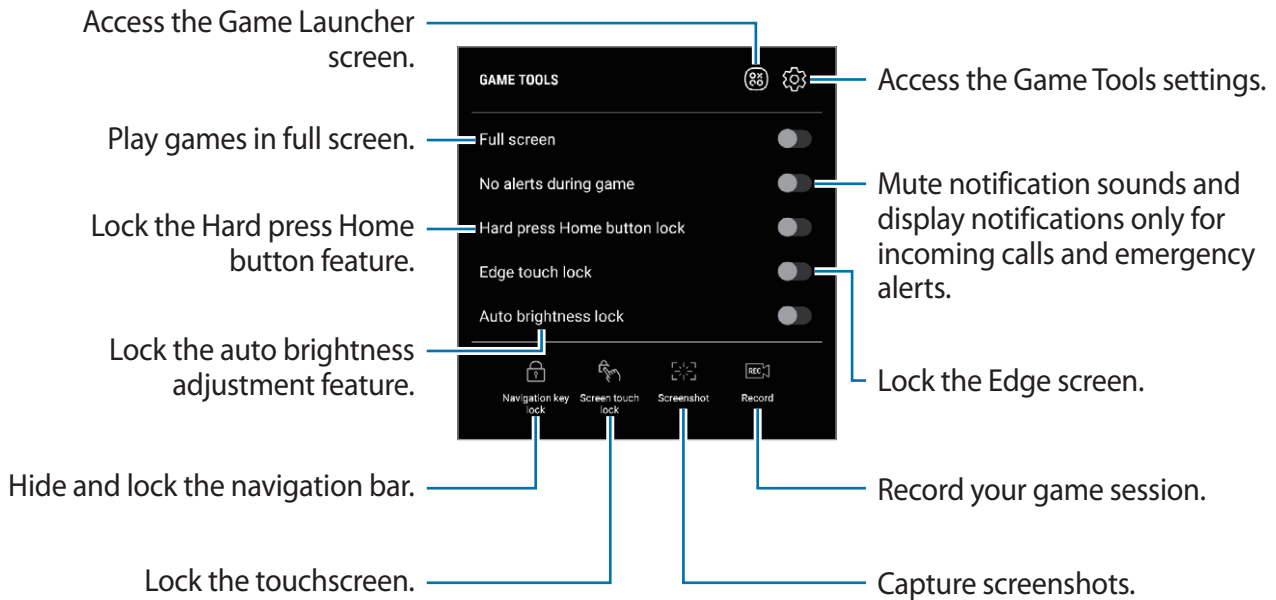 Access the Game Launcher
screen.
GAME TOOLS
Access the Game Tools settings.
Play games in full screen.
Full screen
No alerts during game
Mute notification sounds and
display notifications only for
incoming calls and emergency
alerts.
Lock the Hard press Home
button feature.
Hard press Home button lock
Edge touch lock
Auto brightness lock
Lock the auto brightness
adjustment feature.
Lock the Edge screen.
REC
Navigation key
lock
Screen touch
lock
Screenshot
Record
Hide and lock the navigation bar.
Record your game session.
Lock the touchscreen.
Capture screenshots.